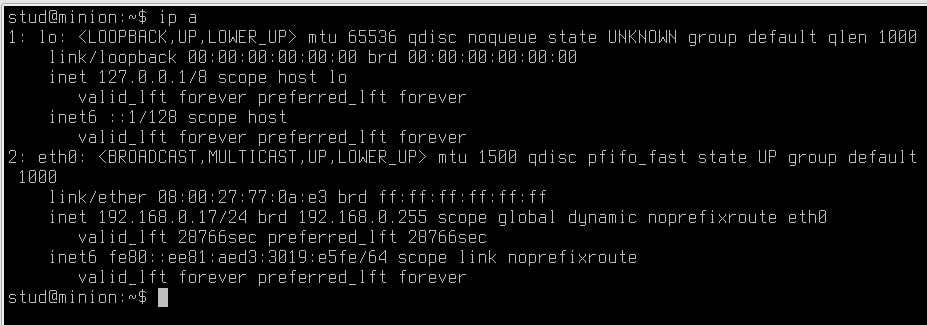 stud@minion:~$ ip a
1: lo: <LOOPBACK,UP,LOWER_UP> mtu 65536 qdisc noqueue state UNKNOWN group default qlen 1000
link/loopback 00:00:00:00:00:00 brd 00:00:00:00:00:00
inet 127.0.0.1/8 scope host lo
valid_lft forever preferred_lft forever
inet6 ::1/128 scope host
valid_lft forever preferred_lft forever
2: eth0: <BROADCAST,MULTICAST,UP,LOWER_UP> mtu 1500 qdisc pfifo_fast state UP group default
1000
link/ether 08:00:27:77:0a:e3 brd ff:ff:ff:ff:ff:ff
inet 192.168.0.17/24 brd 192.168.0.255 scope global dynamic noprefixroute eth0
valid_lft 28766sec preferred_lft 28766sec
inet6 fe80::ee81:aed3:3019:e5fe/64 scope link noprefixroute
valid_lft forever preferred_lft forever
stud@minion:~$